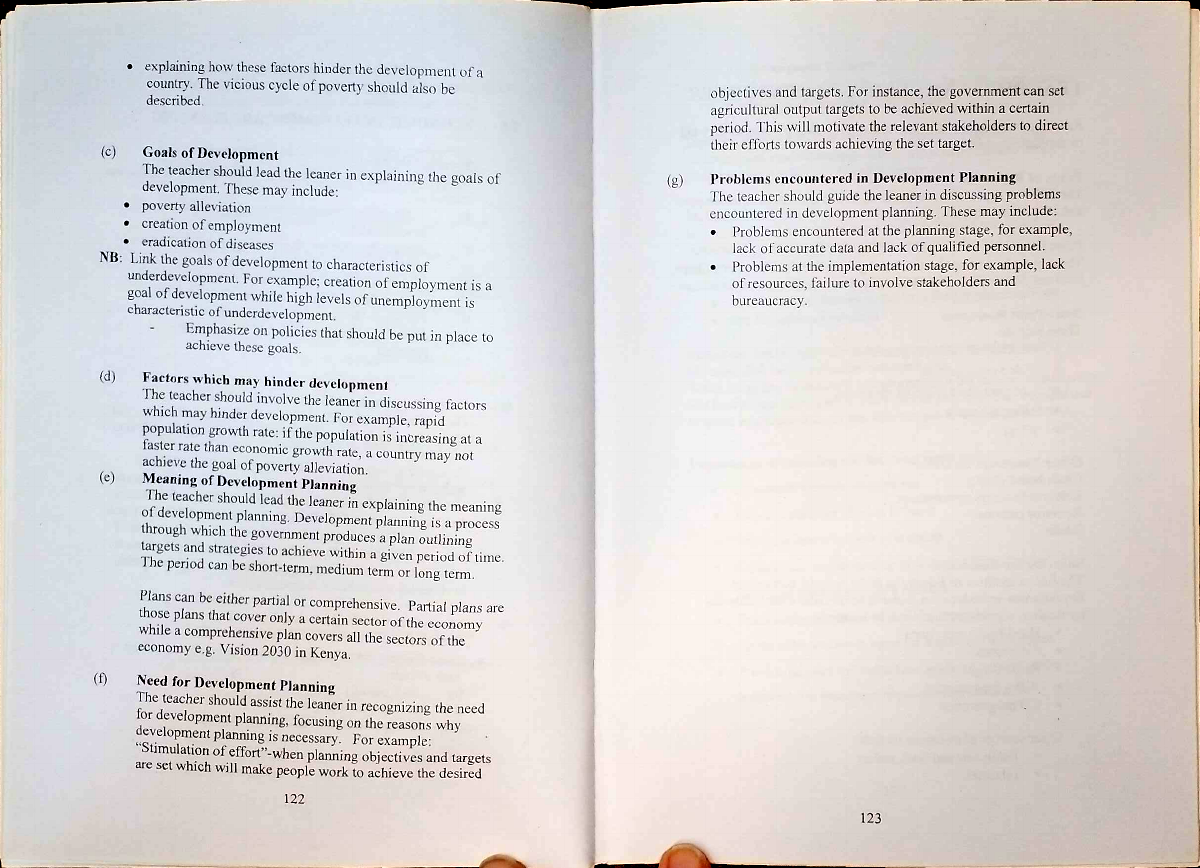 • explaining how these factors hinder the development of a
country. The vicious cycle of poverty should also be
described.
(c) Goals of Development
The teacher should lead the leaner in explaining the goals of
development. These may include:
• poverty alleviation
• creation of employment
• eradication of diseases
NB: Link the goals of development to characteristics of
underdevelopment. For example; creation of employment is a
goal of development while high levels of unemployment is
characteristic of underdevelopment.
- Emphasize on policies that should be put in place to
achieve these goals.
(d) Factors which may hinder development
The teacher should involve the leaner in discussing factors
which may hinder development. For example, rapid
population growth rate: if the population is increasing at a
faster rate than economic growth rate, a country may not
achieve the goal of poverty alleviation.
(e) Meaning of Development Planning
The teacher should lead the leaner in explaining the meaning
of development planning. Development planning is a process
through which the government produces a plan outlining
targets and strategies to achieve within a given period of time.
The period can be short-term, medium term or long term.
Plans can be either partial or comprehensive. Partial plans are
those plans that cover only a certain sector of the economy
while a comprehensive plan covers all the sectors of the
economy e.g. Vision 2030 in Kenya.
(f) Need for Development Planning
The teacher should assist the leaner in recognizing the need
for development planning, focusing on the reasons why
development planning is necessary. For example:
“Stimulation of effort”-when planning objectives and targets
are set which will make people work to achieve the desired
122
objectives and targets. For instance, the government can set
agricultural output targets to be achieved within a certain
period. This will motivate the relevant stakeholders to direct
their efforts towards achieving the set target.
(g) Problems encountered in Development Planning
The teacher should guide the leaner in discussing problems
encountered in development planning. These may include:
• Problems encountered at the planning stage, for example,
lack of accurate data and lack of qualified personnel.
• Problems at the implementation stage, for example, lack
of resources, failure to involve stakeholders and
bureaucracy.
123